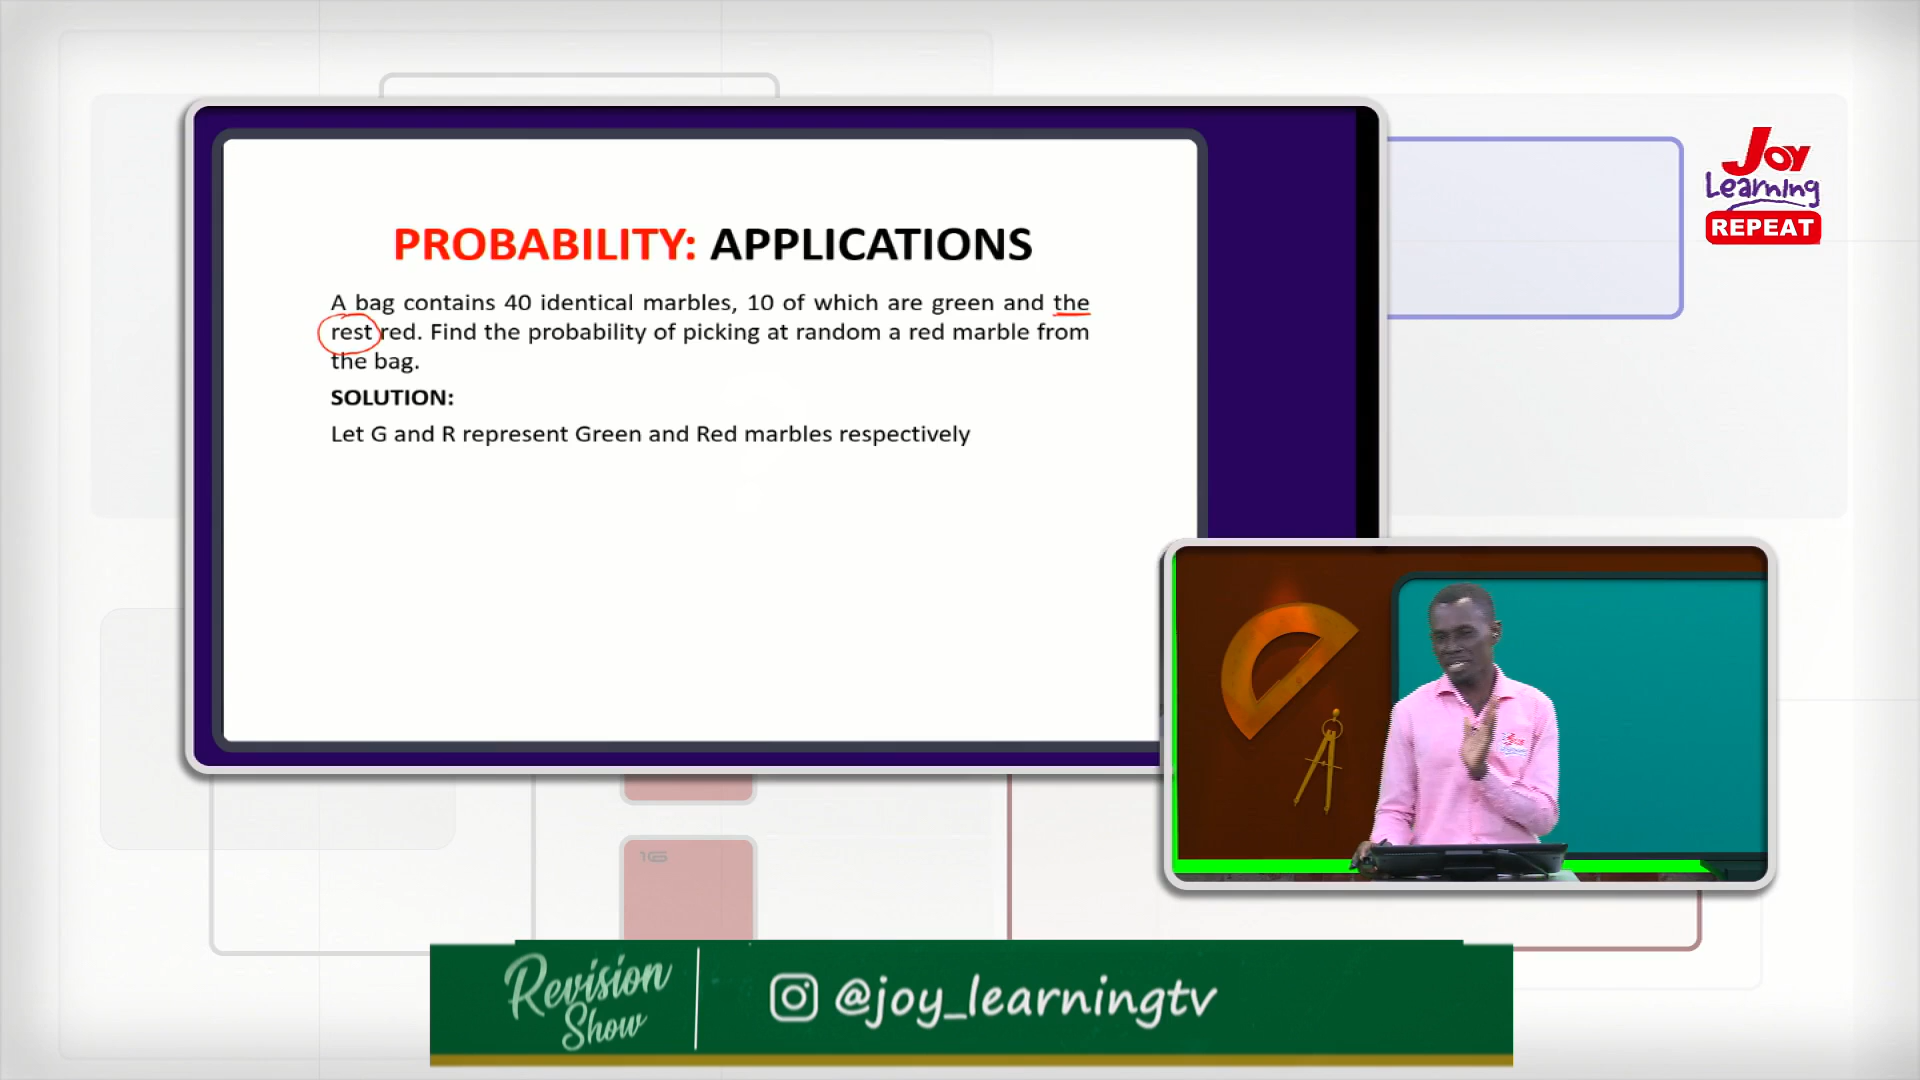 PROBABILITY: APPLICATIONS
A bag contains 40 identical marbles, 10 of which are green and the
rest red. Find the probability of picking at random a red marble from
the bag.
SOLUTION:
Let G and R represent Green and Red marbles respectively
Joy
Learning
REPEAT
16
Revision
Show
@joy_learningtv